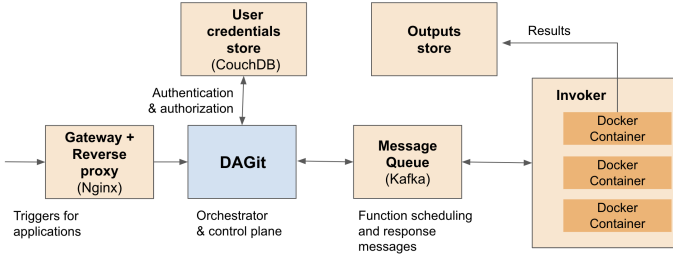 User
credentials
store
(CouchDB)
Outputs
store
Results
Authentication
& authorization
Invoker
Docker
Container
Docker
Container
Docker
Container
Gateway +
Reverse
proxy
(Nginx)
DAGit
Message
Queue
(Kafka)
Triggers for
applications
Orchestrator
& control plane
Function scheduling
and response
messages